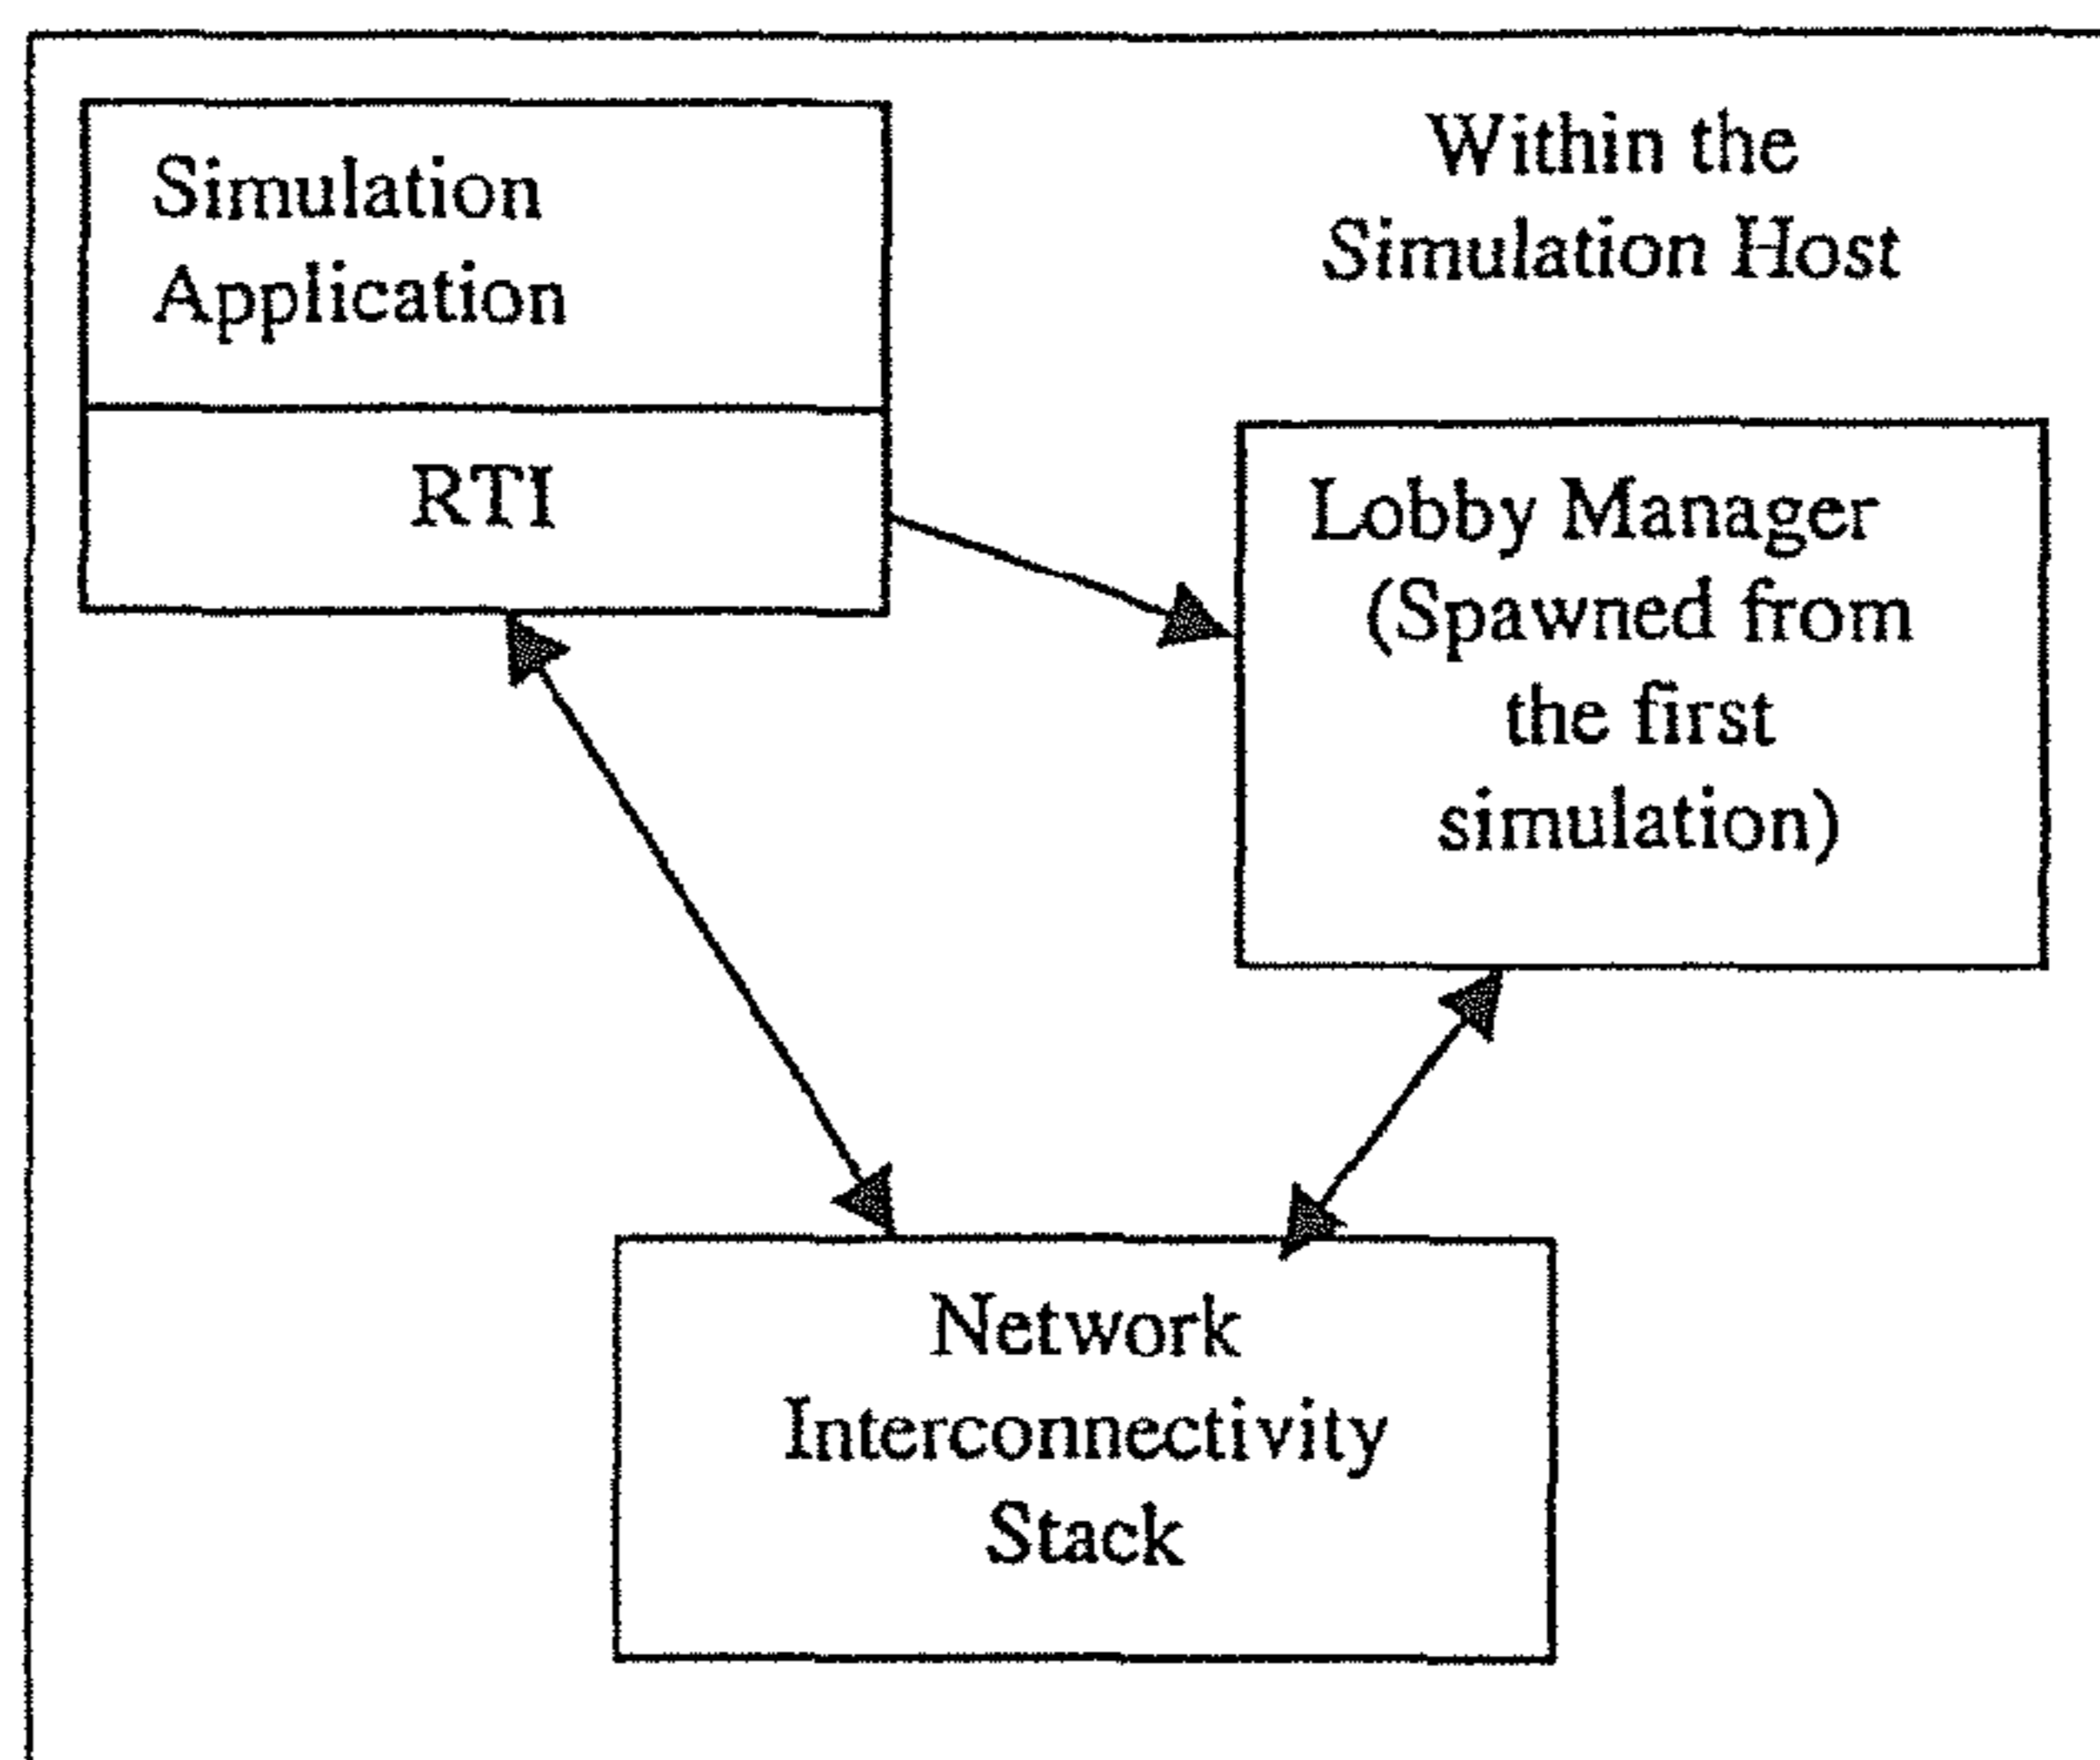 Simulation
Application
RTI
Within the
Simulation Host
Lobby Manager
(Spawned from
the first
simulation)
Network
Interconnectivity
Stack